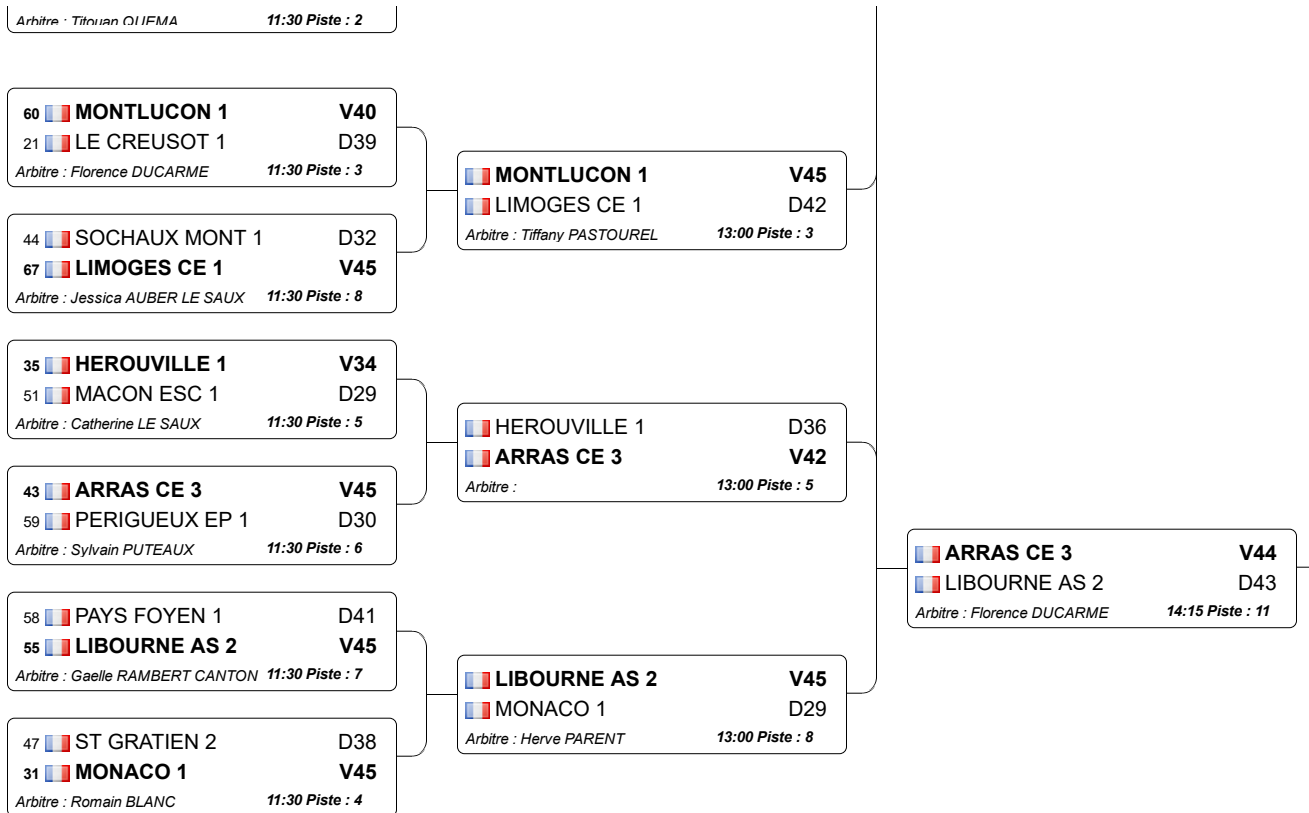 Arbitre : Titouan QUEMA 11:30 Piste : 2
60 MONTLUCON 1 V40
21 LE CREUSOT 1 D39
Arbitre : Florence DUCARME 11:30 Piste : 3
44 SOCHAUX MONT 1 D32
67 LIMOGES CE 1 V45
Arbitre : Jessica AUBER LE SAUX 11:30 Piste : 8
35 HEROUVILLE 1 V34
51 MACON ESC 1 D29
Arbitre : Catherine LE SAUX 11:30 Piste : 5
43 ARRAS CE 3 V45
59 PERIGUEUX EP 1 D30
Arbitre : Sylvain PUTEAUX 11:30 Piste : 6
58 PAYS FOYEN 1 D41
55 LIBOURNE AS 2 V45
Arbitre : Gaelle RAMBERT CANTON 11:30 Piste : 7
47 ST GRATIEN 2 D38
31 MONACO 1 V45
Arbitre : Romain BLANC 11:30 Piste : 4
MONTLUCON 1 V45
LIMOGES CE 1 D42
Arbitre : Tiffany PASTOUREL 13:00 Piste : 3
HEROUVILLE 1 D36
ARRAS CE 3 V42
Arbitre : 13:00 Piste : 5
LIBOURNE AS 2 V45
MONACO 1 D29
Arbitre : Herve PARENT 13:00 Piste : 8
ARRAS CE 3 V44
LIBOURNE AS 2 D43
Arbitre : Florence DUCARME 14:15 Piste : 11